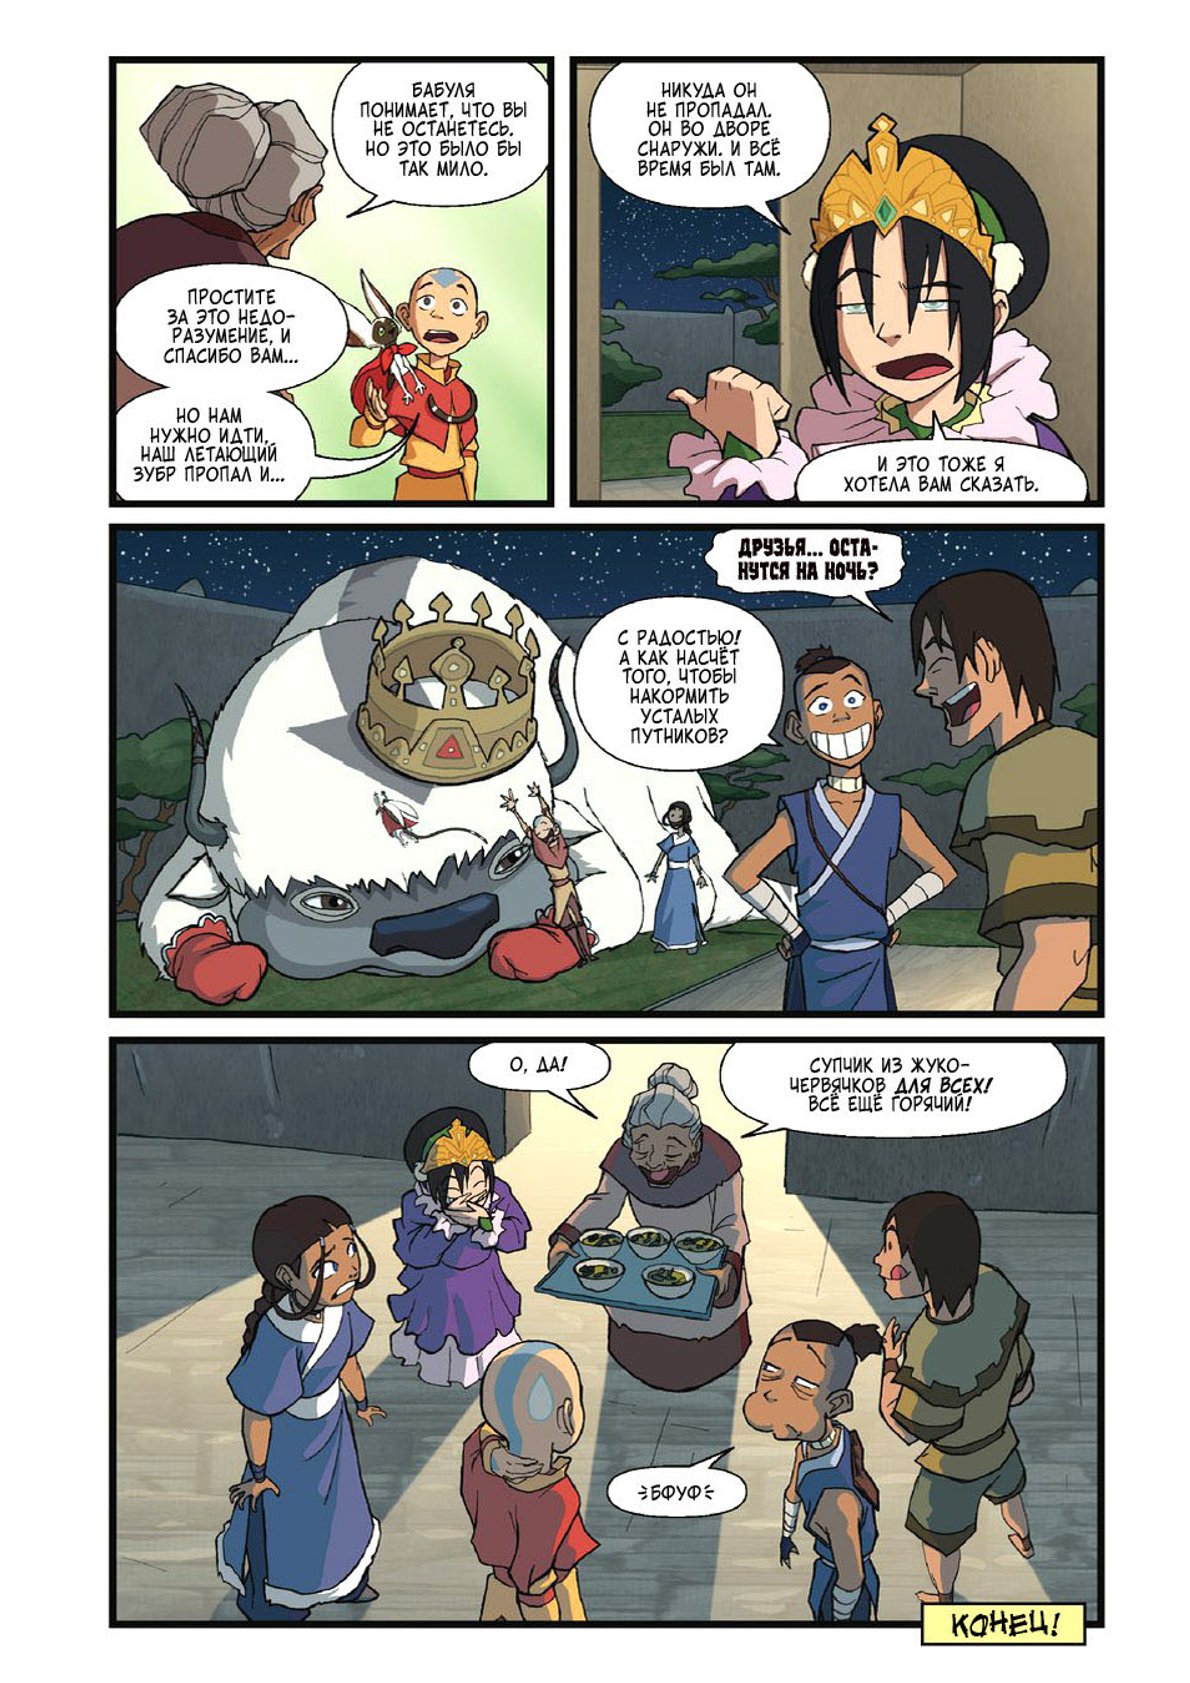 БАБУЛЯ
ПОНИМАЕТ, ЧТО ВЫ
НЕ ОСТАНЕТЕСЬ.
НО ЭТО БЫЛО БЫ
ТАК МИЛО.
ПРОСТИТЕ
ЗА ЭТО НЕДО-
РАЗУМЕНИЕ, И
СПАСИБО ВАМ...
НО НАМ
НУЖНО ИДТИ,
НАШ ЛЕТАЮЩИЙ
ЗУБР ПРОПАЛ И...
НИКУДА ОН
НЕ ПРОПАДАЛ.
ОН ВО ДВОРЕ
СНАРУЖИ. И ВСЁ
ВРЕМЯ БЫЛ ТАМ.
И ЭТО ТОЖЕ Я
ХОТЕЛА ВАМ СКАЗАТЬ.
ДРУЗЬЯ... ОСТА-
НУТСЯ НА НОЧЬ?
С РАДОСТЬЮ!
А КАК НАСЧЁТ
ТОГО, ЧТОБЫ
НАКОРМИТЬ
УСТАЛЫХ
ПУТНИКОВ?
О, ДА!
СУПЧИК ИЗ ЖУКО-
ЧЕРВЯЧКОВ ДЛЯ ВСЕХ!
ВСЁ ЕЩЁ ГОРЯЧИЙ!
БФУФ
КОНЕЦ!